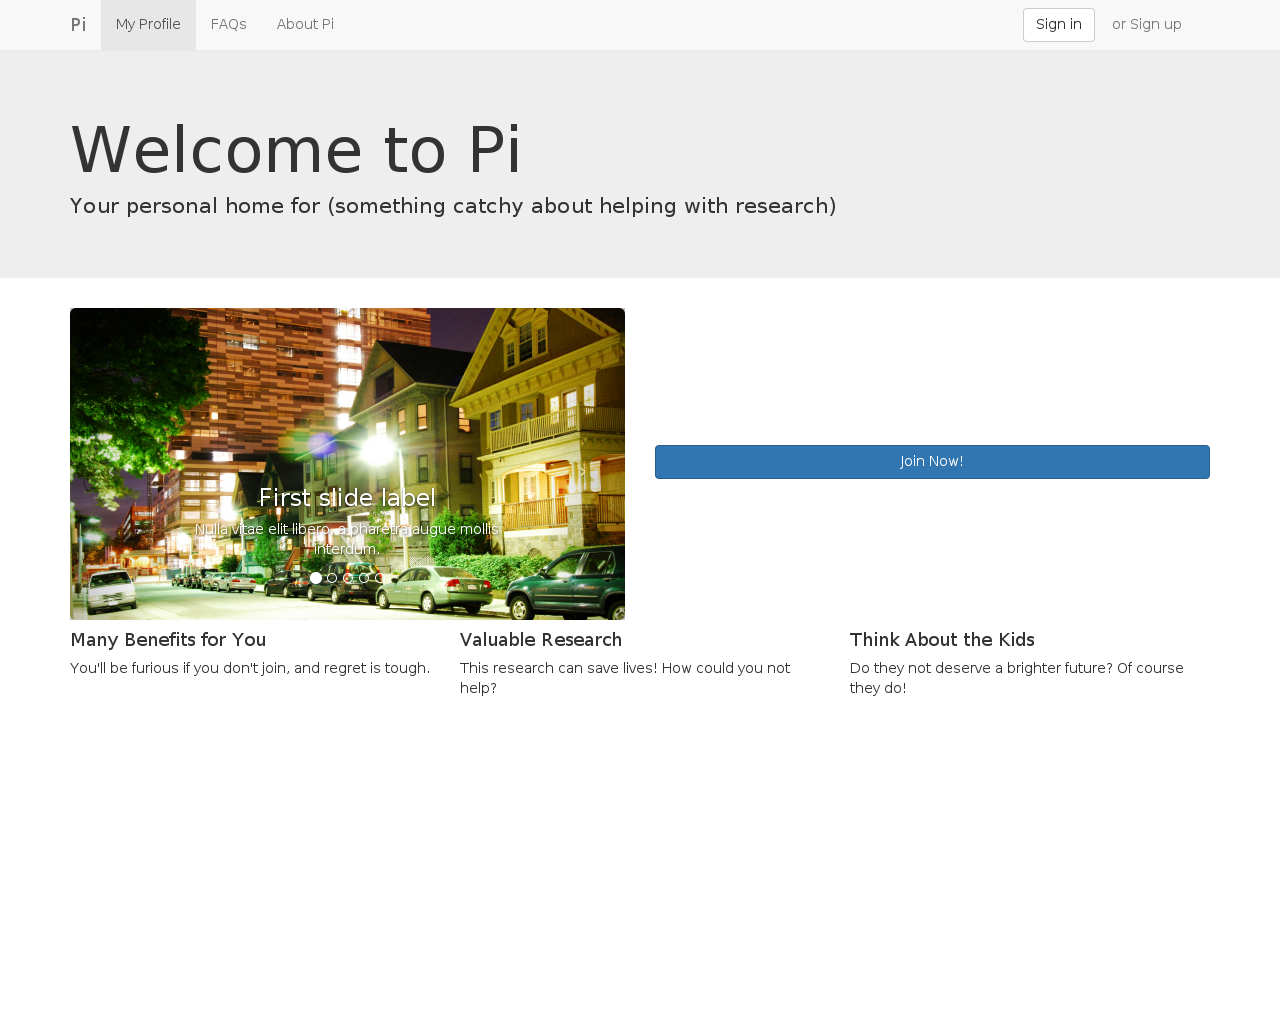 Pi My Profile FAQs About Pi Sign in or Sign up
Welcome to Pi
Your personal home for (something catchy about helping with research)
First slide label
Nulla vitae elit libero, a pharetra augue mollis
interdum.
Join Now!
Many Benefits for You
You'll be furious if you don't join, and regret is tough.
Valuable Research
This research can save lives! How could you not
help?
Think About the Kids
Do they not deserve a brighter future? Of course
they do!